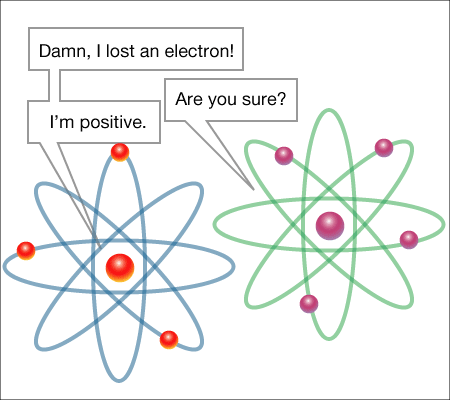 Damn, I lost an electron!
Are you sure?
I'm positive.